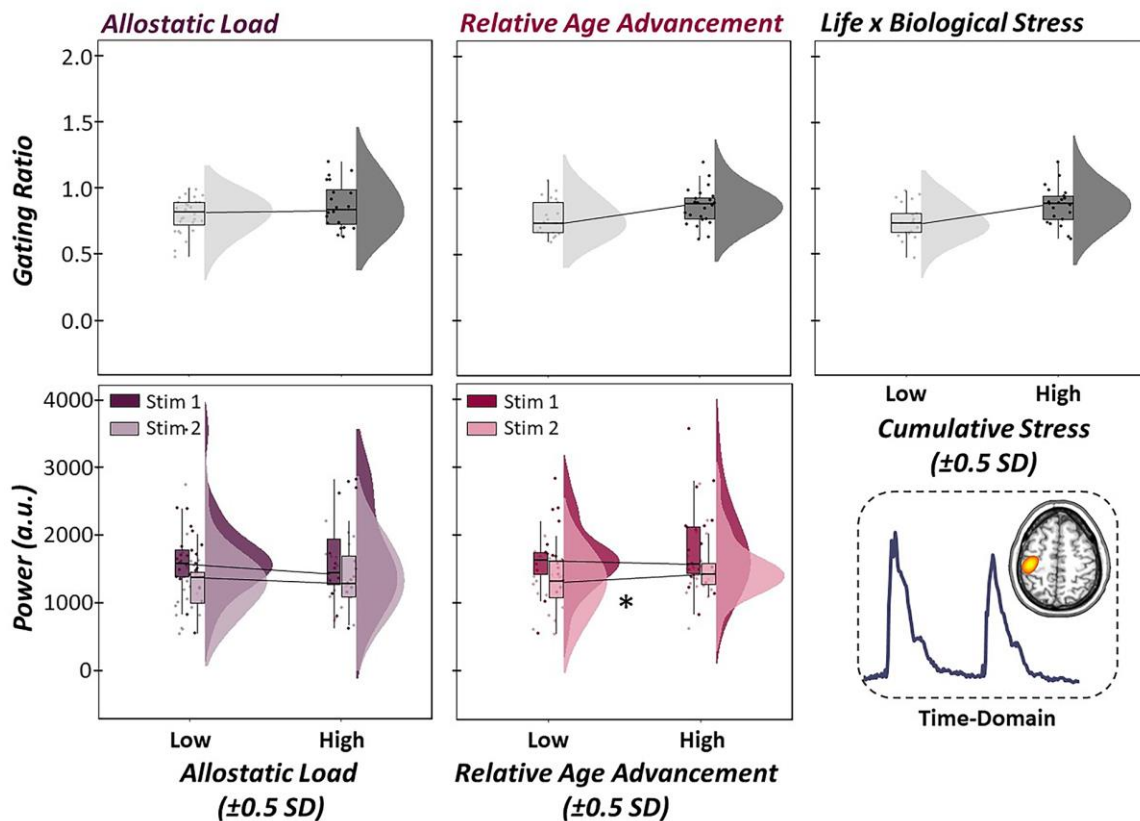 Allostatic Load
Relative Age Advancement
Life x Biological Stress
Gating Ratio
2.0
1.5
1.0
0.5
0.0
Power (a.u.)
4000
3000
2000
1000
0
Stim 1
Stim 2
Stim 1
Stim 2
*
Low High
Allostatic Load
(±0.5 SD)
Low High
Relative Age Advancement
(±0.5 SD)
Low High
Cumulative Stress
(±0.5 SD)
Time-Domain